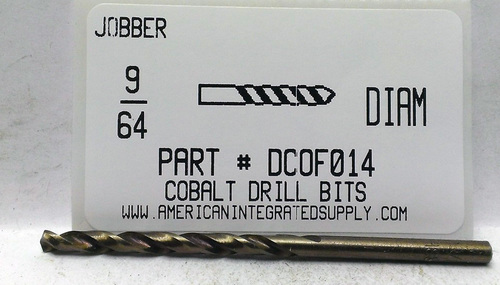 JOBBER
9
64
DIAM
PART # DCOF014
COBALT DRILL BITS
WWW.AMERICANINTEGRATEDSUPPLY.COM